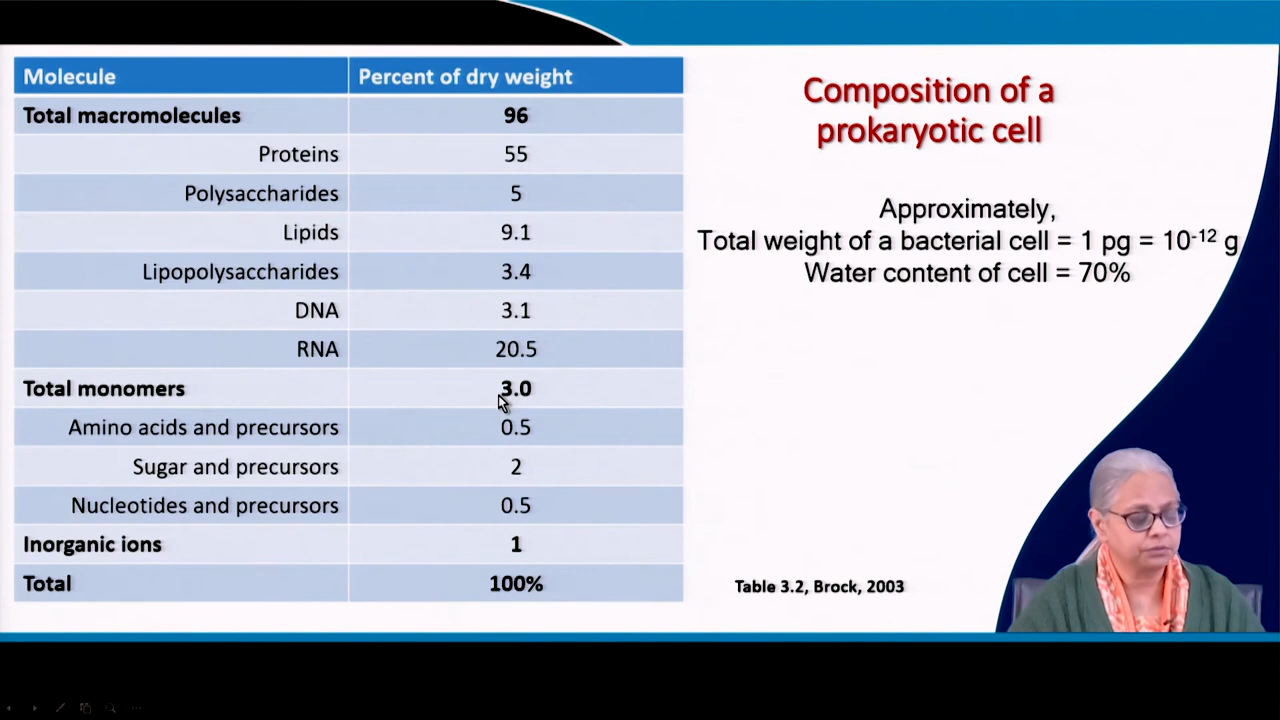 Molecule Percent of dry weight
Total macromolecules 96
Proteins 55
Polysaccharides 5
Lipids 9.1
Lipopolysaccharides 3.4
DNA 3.1
RNA 20.5
Total monomers 3.0
Amino acids and precursors 0.5
Sugar and precursors 2
Nucleotides and precursors 0.5
Inorganic ions 1
Total 100%
Composition of a
prokaryotic cell
Approximately,
Total weight of a bacterial cell = 1 pg = 10⁻¹² g
Water content of cell = 70%
Table 3.2, Brock, 2003